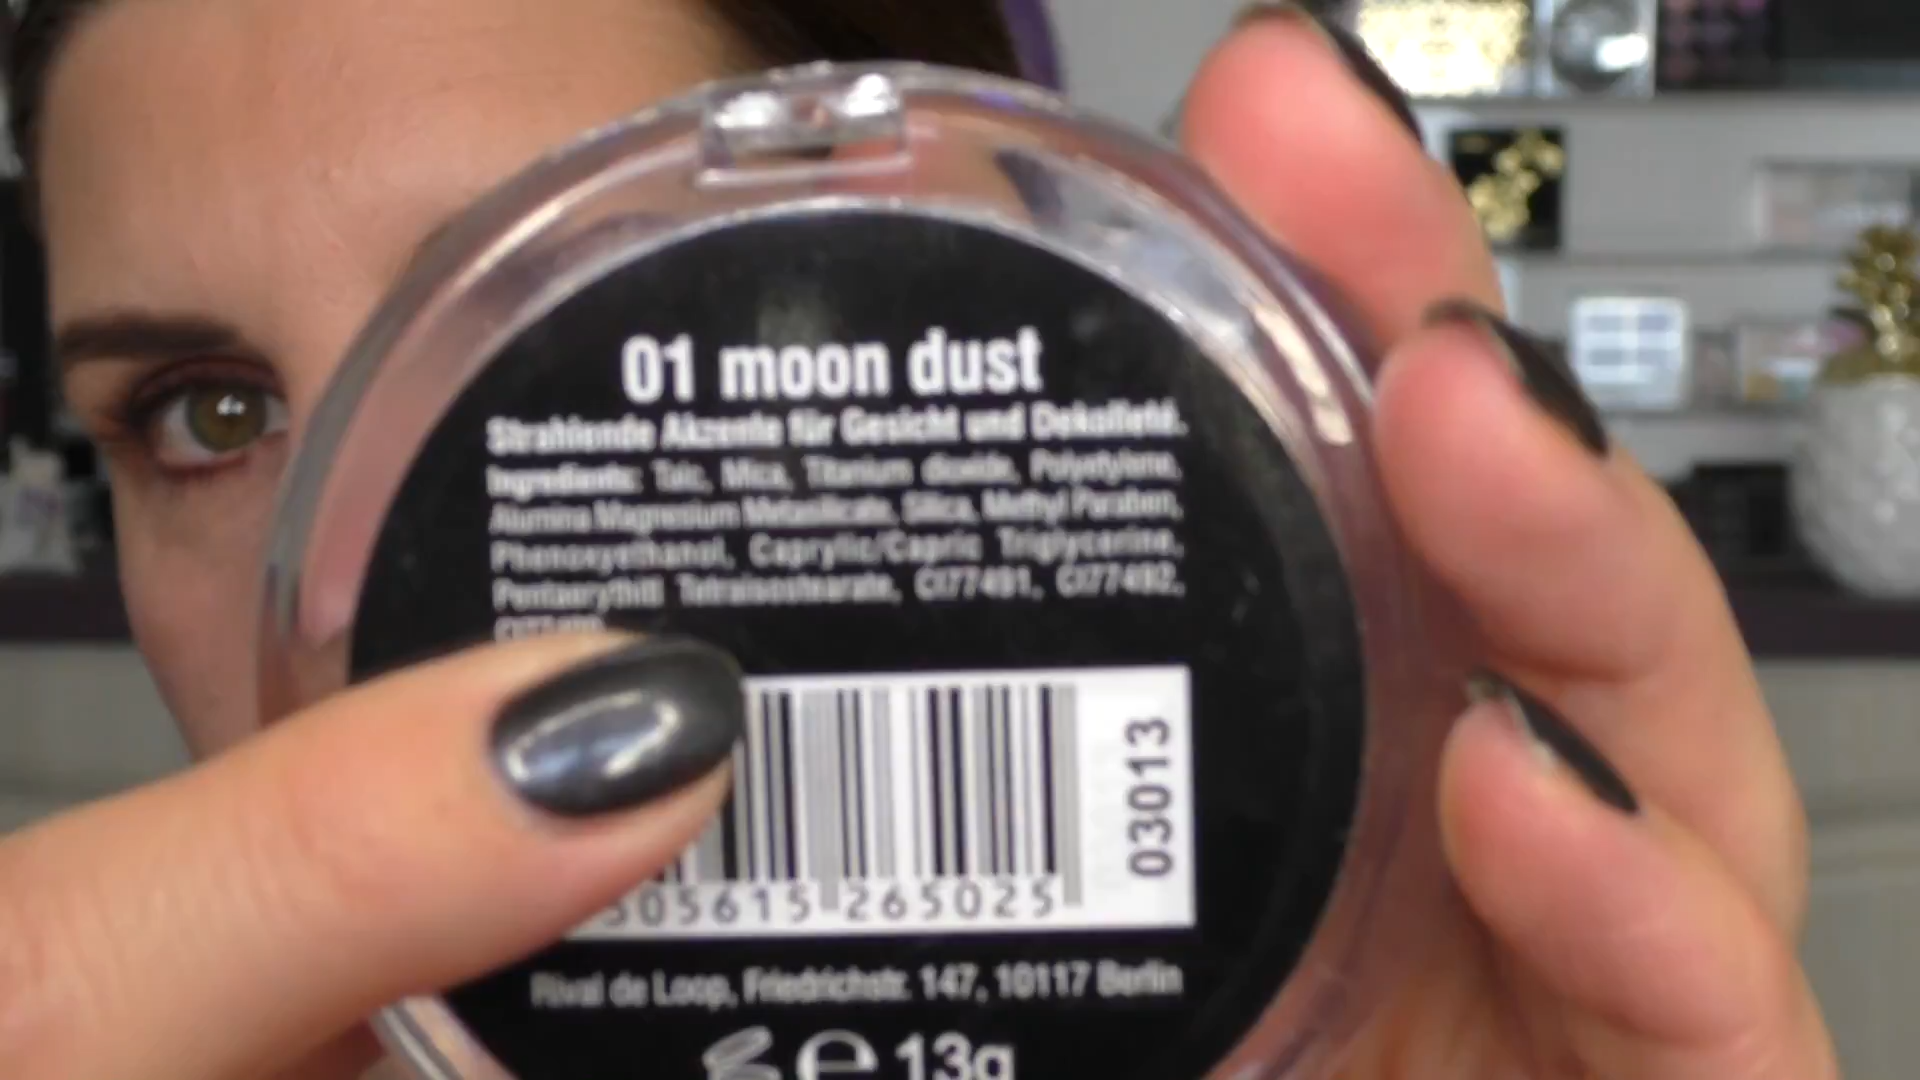 01 moon dust
Strahlende Akzente für Gesicht und Dekolleté.
Ingredients: Talc, Mica, Titanium dioxide, Polyetylene,
Alumina Magnesium Metasilicate, Silica, Methyl Paraben,
Phenoxyethanol, Caprylic/Capric Triglycerine,
Pentaerythitl Tetraisostearate, CI77491, CI77492,
03013
305615 265025
Rival de Loop, Friedrichstr. 147, 10117 Berlin
e 13g